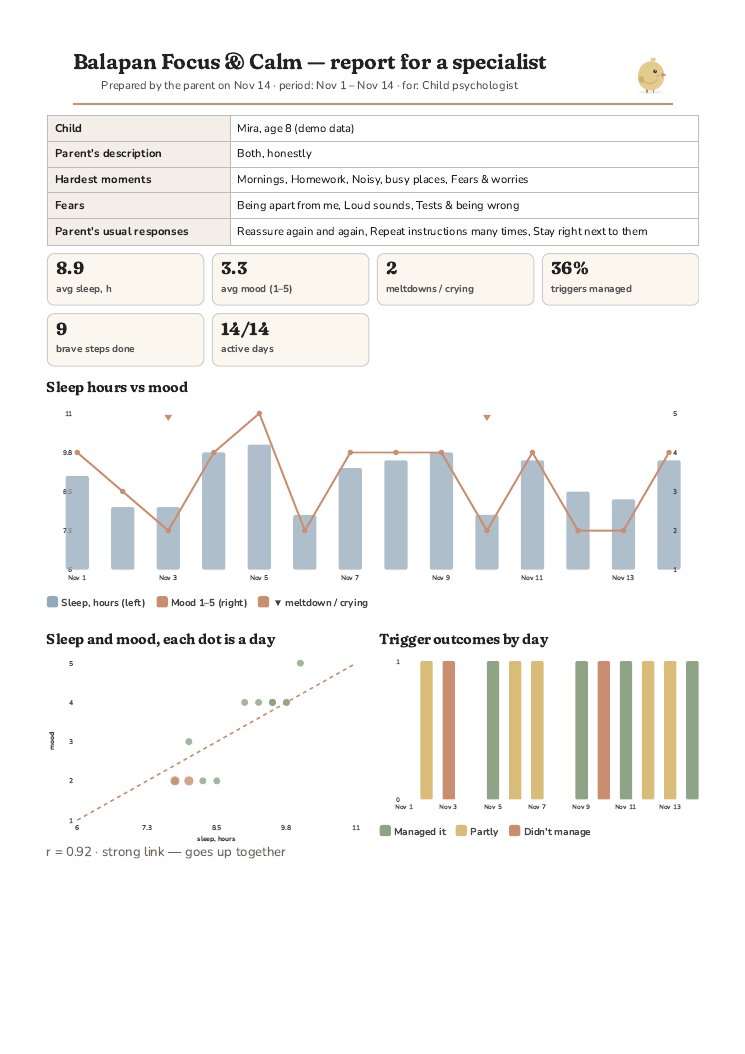 Balapan Focus & Calm — report for a specialist
Prepared by the parent on Nov 14 · period: Nov 1 – Nov 14 · for: Child psychologist
Child Mira, age 8 (demo data)
Parent's description Both, honestly
Hardest moments Mornings, Homework, Noisy, busy places, Fears & worries
Fears Being apart from me, Loud sounds, Tests & being wrong
Parent's usual responses Reassure again and again, Repeat instructions many times, Stay right next to them
8.9 3.3 2 36%
avg sleep, h avg mood (1–5) meltdowns / crying triggers managed
9 14/14
brave steps done active days
Sleep hours vs mood
11 5
9.8 4
8.5 3
7.3 2
6 1
Nov 1 Nov 3 Nov 5 Nov 7 Nov 9 Nov 11 Nov 13
Sleep, hours (left) Mood 1–5 (right) ▼ meltdown / crying
Sleep and mood, each dot is a day
5
4
3
mood
2
1
6 7.3 8.5 9.8 11
sleep, hours
r = 0.92 · strong link — goes up together
Trigger outcomes by day
1
0
Nov 1 Nov 3 Nov 5 Nov 7 Nov 9 Nov 11 Nov 13
Managed it Partly Didn't manage